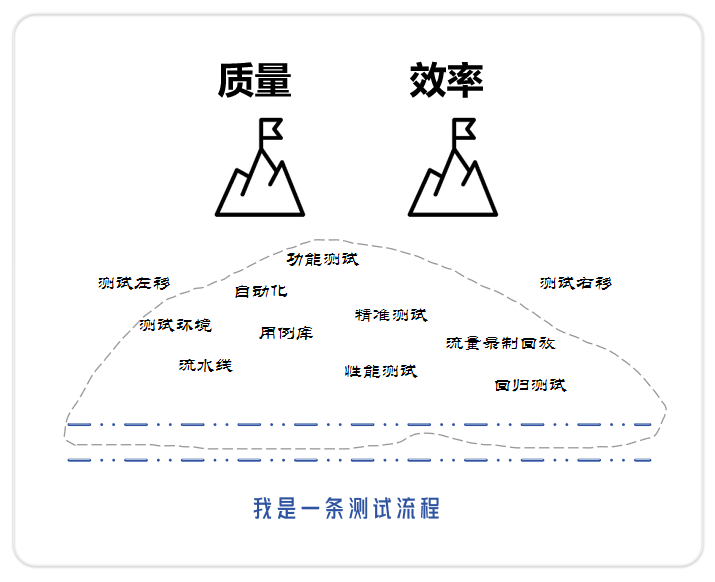 质量 效率
功能测试
测试左移 测试右移
自动化
精准测试
测试环境
用例库
流量录制回放
流水线
性能测试
回归测试
我是一条测试流程